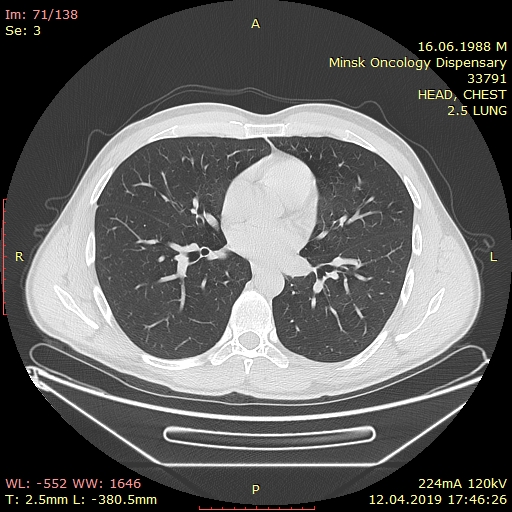 Im: 71/138
Se: 3
A
16.06.1988 M
Minsk Oncology Dispensary
33791
HEAD, CHEST
2.5 LUNG
R
L
WL: -552 WW: 1646
T: 2.5mm L: -380.5mm
P
224mA 120kV
12.04.2019 17:46:26